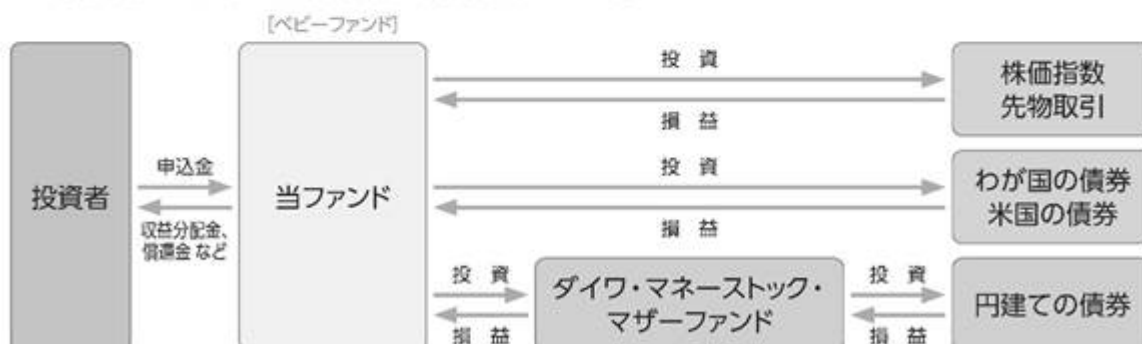 [ベビーファンド]
投資者
申込金
収益分配金、
償還金 など
当ファンド
投 資
損 益
株価指数
先物取引
投 資
損 益
わが国の債券
米国の債券
投 資
損 益
ダイワ・マネーストック・
マザーファンド
投 資
損 益
円建ての債券